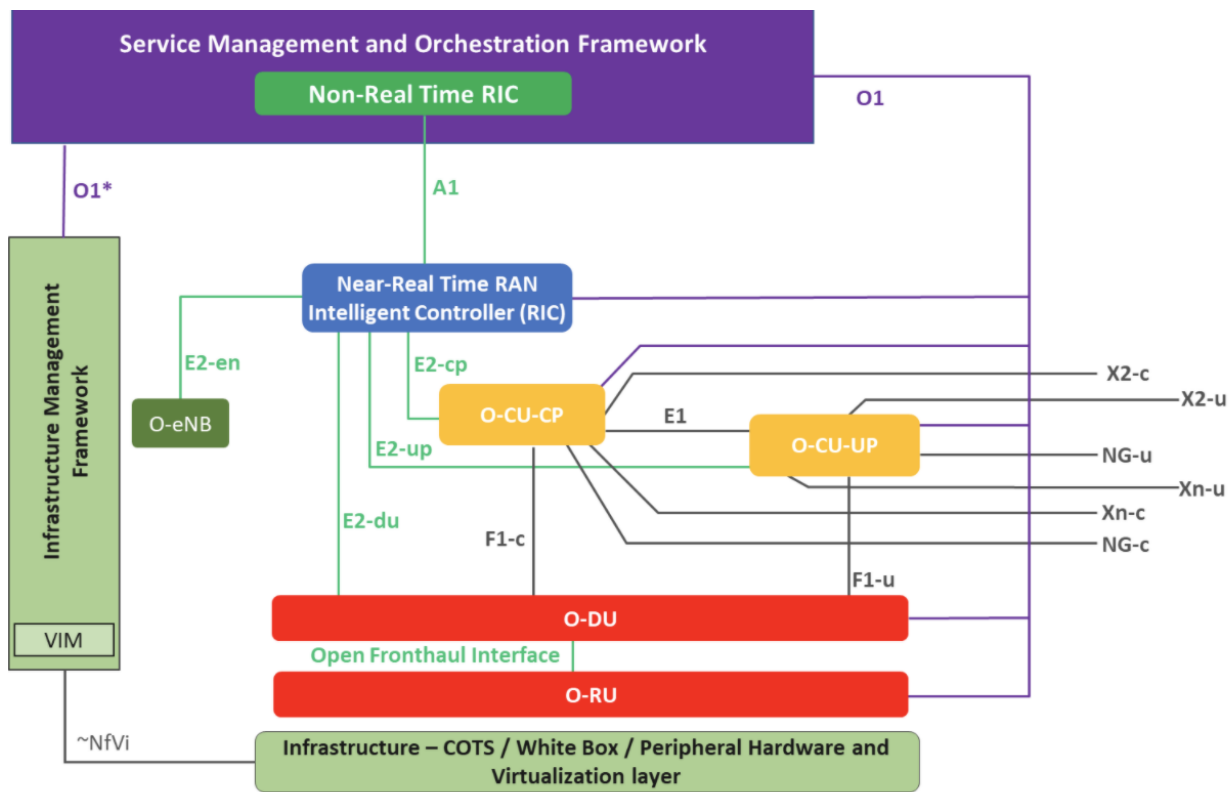 Service Management and Orchestration Framework
Non-Real Time RIC
O1
O1*
A1
Near-Real Time RAN
Intelligent Controller (RIC)
Infrastructure Management
Framework
E2-en
E2-cp
X2-c
X2-u
O-eNB
O-CU-CP
E1
O-CU-UP
E2-up
NG-u
Xn-u
Xn-c
E2-du
F1-c
NG-c
F1-u
O-DU
VIM
Open Fronthaul Interface
O-RU
~NfVi
Infrastructure – COTS / White Box / Peripheral Hardware and
Virtualization layer